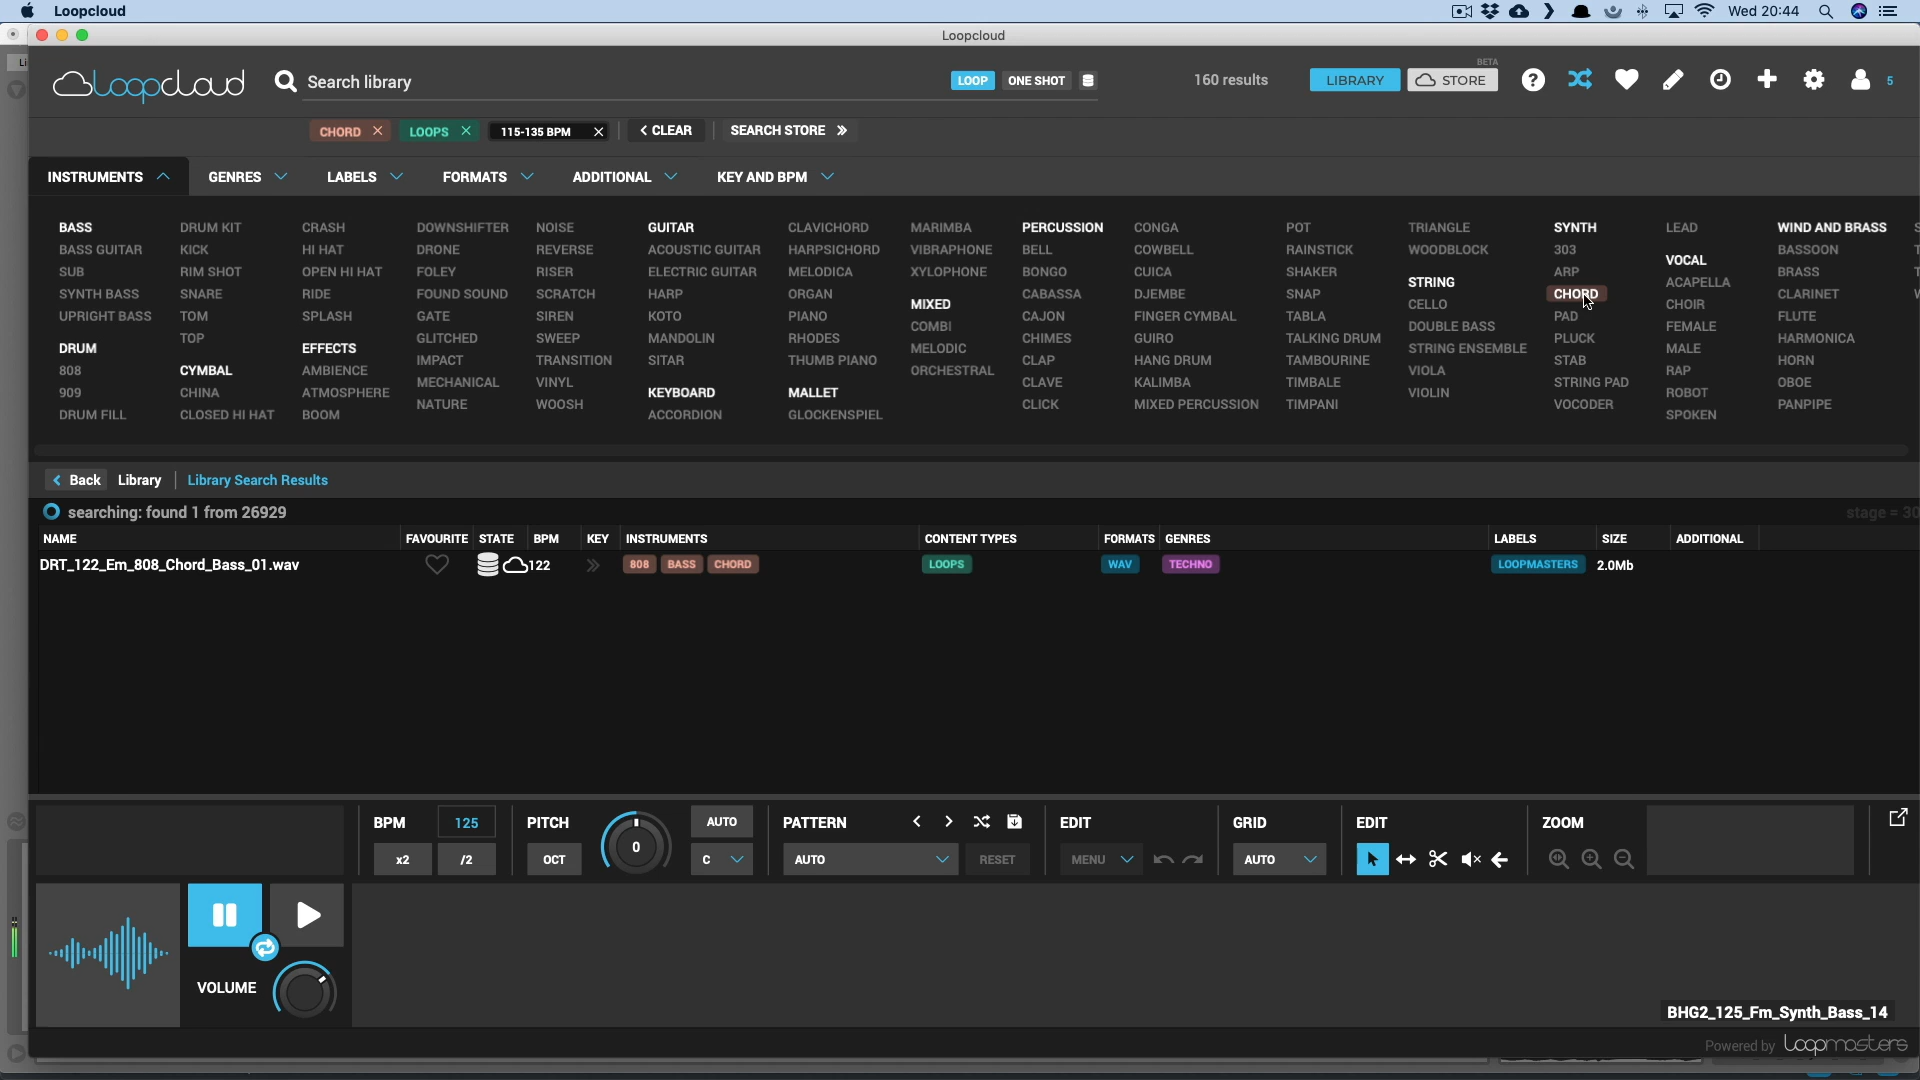 Loopcloud
Wed 20:44
Loopcloud
Li
loopcloud
Search library
LOOP
ONE SHOT
160 results
LIBRARY
BETA
STORE
5
CHORD
LOOPS
115-135 BPM
CLEAR
SEARCH STORE
INSTRUMENTS
GENRES
LABELS
FORMATS
ADDITIONAL
KEY AND BPM
BASS
BASS GUITAR
SUB
SYNTH BASS
UPRIGHT BASS
DRUM
808
909
DRUM FILL
DRUM KIT
KICK
RIM SHOT
SNARE
TOM
TOP
CYMBAL
CHINA
CLOSED HI HAT
CRASH
HI HAT
OPEN HI HAT
RIDE
SPLASH
EFFECTS
AMBIENCE
ATMOSPHERE
BOOM
DOWNSHIFTER
DRONE
FOLEY
FOUND SOUND
GATE
GLITCHED
IMPACT
MECHANICAL
NATURE
NOISE
REVERSE
RISER
SCRATCH
SIREN
SWEEP
TRANSITION
VINYL
WOOSH
GUITAR
ACOUSTIC GUITAR
ELECTRIC GUITAR
HARP
KOTO
MANDOLIN
SITAR
KEYBOARD
ACCORDION
CLAVICHORD
HARPSICHORD
MELODICA
ORGAN
PIANO
RHODES
THUMB PIANO
MALLET
GLOCKENSPIEL
MARIMBA
VIBRAPHONE
XYLOPHONE
MIXED
COMBI
MELODIC
ORCHESTRAL
PERCUSSION
BELL
BONGO
CABASSA
CAJON
CHIMES
CLAP
CLAVE
CLICK
CONGA
COWBELL
CUICA
DJEMBE
FINGER CYMBAL
GUIRO
HANG DRUM
KALIMBA
MIXED PERCUSSION
POT
RAINSTICK
SHAKER
SNAP
TABLA
TALKING DRUM
TAMBOURINE
TIMBALE
TIMPANI
TRIANGLE
WOODBLOCK
STRING
CELLO
DOUBLE BASS
STRING ENSEMBLE
VIOLA
VIOLIN
SYNTH
303
ARP
CHORD
PAD
PLUCK
STAB
STRING PAD
VOCODER
LEAD
VOCAL
ACAPELLA
CHOIR
FEMALE
MALE
RAP
ROBOT
SPOKEN
WIND AND BRASS
BASSOON
BRASS
CLARINET
FLUTE
HARMONICA
HORN
OBOE
PANPIPE
Back
Library
Library Search Results
searching: found 1 from 26929
stage = 30
NAME
FAVOURITE
STATE
BPM
KEY
INSTRUMENTS
CONTENT TYPES
FORMATS
GENRES
LABELS
SIZE
ADDITIONAL
DRT_122_Em_808_Chord_Bass_01.wav
122
808
BASS
CHORD
LOOPS
WAV
TECHNO
LOOPMASTERS
2.0Mb
BPM
125
x2
/2
PITCH
OCT
0
AUTO
C
PATTERN
AUTO
RESET
EDIT
MENU
GRID
AUTO
EDIT
ZOOM
VOLUME
BHG2_125_Fm_Synth_Bass_14
Powered by loopmasters